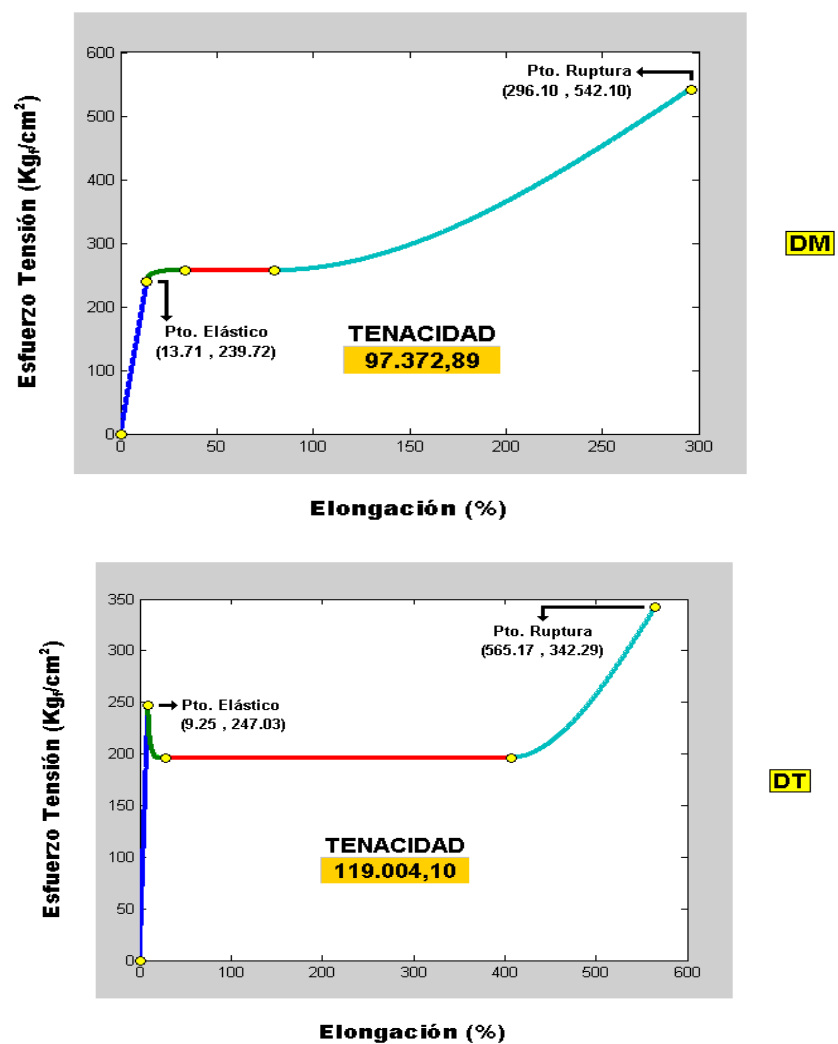 600
500
400
300
200
100
0
0 50 100 150 200 250 300
Esfuerzo Tensión (Kgf/cm²)
Pto. Ruptura
(296.10 , 542.10)
Pto. Elástico
(13.71 , 239.72)
TENACIDAD
97.372,89
DM
Elongación (%)
350
300
250
200
150
100
50
0
0 100 200 300 400 500 600
Esfuerzo Tensión (Kgf/cm²)
Pto. Ruptura
(565.17 , 342.29)
Pto. Elástico
(9.25 , 247.03)
TENACIDAD
119.004,10
DT
Elongación (%)